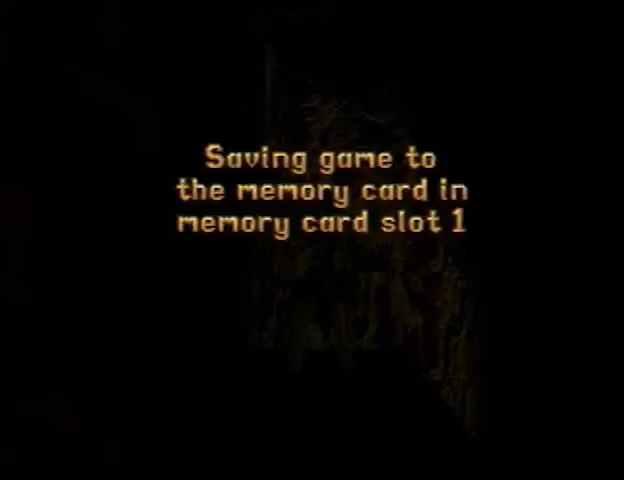 Saving game to
the memory card in
memory card slot 1